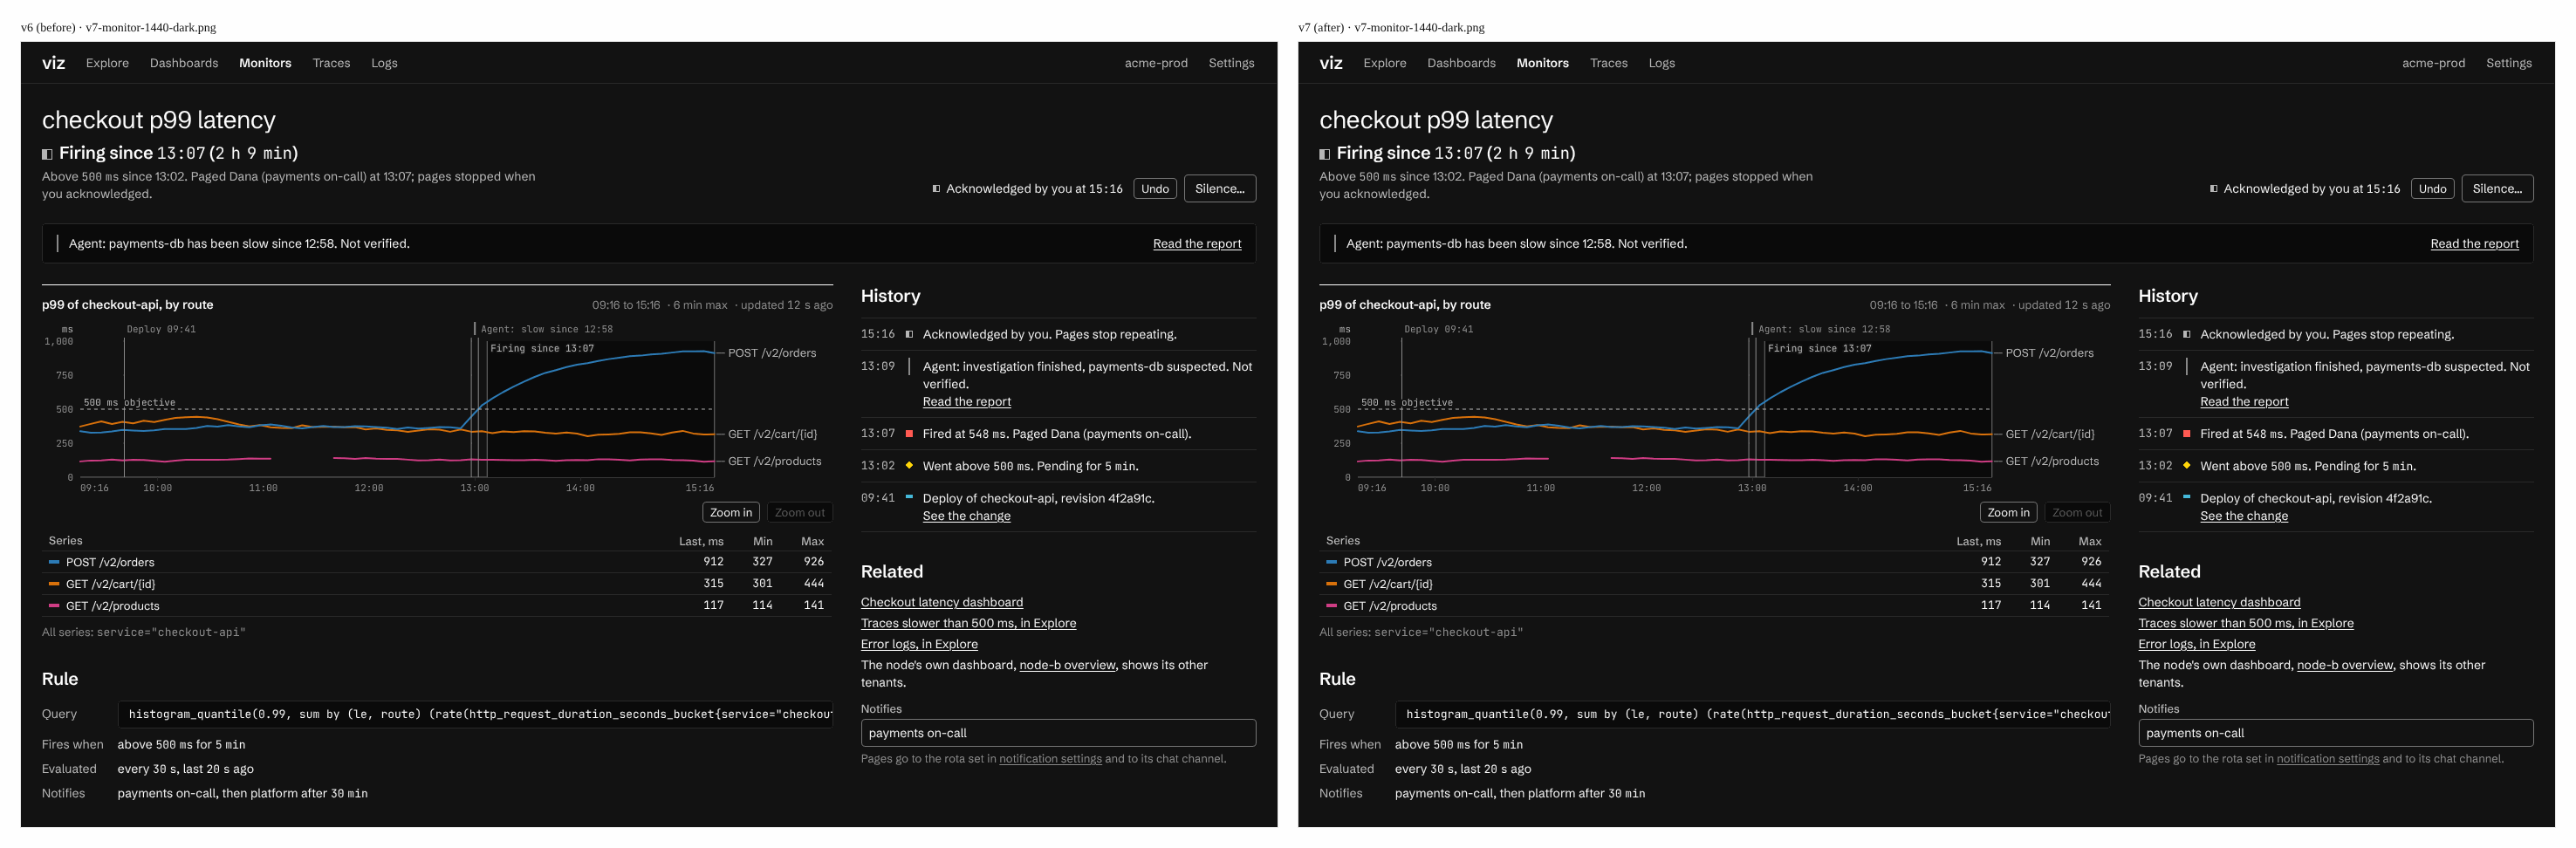 v6 (before) · v7-monitor-1440-dark.png
viz Explore Dashboards Monitors Traces Logs acme-prod Settings
checkout p99 latency
Firing since 13:07 (2 h 9 min)
Above 500 ms since 13:02. Paged Dana (payments on-call) at 13:07; pages stopped when
you acknowledged.
Acknowledged by you at 15:16 Undo Silence...
Agent: payments-db has been slow since 12:58. Not verified. Read the report
p99 of checkout-api, by route 09:16 to 15:16 · 6 min max · updated 12 s ago
ms Deploy 09:41 Agent: slow since 12:58
1,000 Firing since 13:07
POST /v2/orders
750
500 ms objective
500
GET /v2/cart/{id}
250
GET /v2/products
0
09:16 10:00 11:00 12:00 13:00 14:00 15:16
Zoom in Zoom out
Series Last, ms Min Max
POST /v2/orders 912 327 926
GET /v2/cart/{id} 315 301 444
GET /v2/products 117 114 141
All series: service="checkout-api"
Rule
Query histogram_quantile(0.99, sum by (le, route) (rate(http_request_duration_seconds_bucket{service="checkout
Fires when above 500 ms for 5 min
Evaluated every 30 s, last 20 s ago
Notifies payments on-call, then platform after 30 min
History
15:16 Acknowledged by you. Pages stop repeating.
13:09 Agent: investigation finished, payments-db suspected. Not
verified.
Read the report
13:07 Fired at 548 ms. Paged Dana (payments on-call).
13:02 Went above 500 ms. Pending for 5 min.
09:41 Deploy of checkout-api, revision 4f2a91c.
See the change
Related
Checkout latency dashboard
Traces slower than 500 ms, in Explore
Error logs, in Explore
The node's own dashboard, node-b overview, shows its other
tenants.
Notifies
payments on-call
Pages go to the rota set in notification settings and to its chat channel.
v7 (after) · v7-monitor-1440-dark.png
viz Explore Dashboards Monitors Traces Logs acme-prod Settings
checkout p99 latency
Firing since 13:07 (2 h 9 min)
Above 500 ms since 13:02. Paged Dana (payments on-call) at 13:07; pages stopped when
you acknowledged.
Acknowledged by you at 15:16 Undo Silence...
Agent: payments-db has been slow since 12:58. Not verified. Read the report
p99 of checkout-api, by route 09:16 to 15:16 · 6 min max · updated 12 s ago
ms Deploy 09:41 Agent: slow since 12:58
1,000 Firing since 13:07
POST /v2/orders
750
500 ms objective
500
GET /v2/cart/{id}
250
GET /v2/products
0
09:16 10:00 11:00 12:00 13:00 14:00 15:16
Zoom in Zoom out
Series Last, ms Min Max
POST /v2/orders 912 327 926
GET /v2/cart/{id} 315 301 444
GET /v2/products 117 114 141
All series: service="checkout-api"
Rule
Query histogram_quantile(0.99, sum by (le, route) (rate(http_request_duration_seconds_bucket{service="checkout
Fires when above 500 ms for 5 min
Evaluated every 30 s, last 20 s ago
Notifies payments on-call, then platform after 30 min
History
15:16 Acknowledged by you. Pages stop repeating.
13:09 Agent: investigation finished, payments-db suspected. Not
verified.
Read the report
13:07 Fired at 548 ms. Paged Dana (payments on-call).
13:02 Went above 500 ms. Pending for 5 min.
09:41 Deploy of checkout-api, revision 4f2a91c.
See the change
Related
Checkout latency dashboard
Traces slower than 500 ms, in Explore
Error logs, in Explore
The node's own dashboard, node-b overview, shows its other
tenants.
Notifies
payments on-call
Pages go to the rota set in notification settings and to its chat channel.